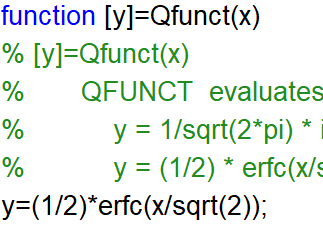 function [y]=Qfunct(x)
% [y]=Qfunct(x)
% QFUNCT evaluates
% y = 1/sqrt(2*pi) *
% y = (1/2) * erfc(x/
y=(1/2)*erfc(x/sqrt(2));